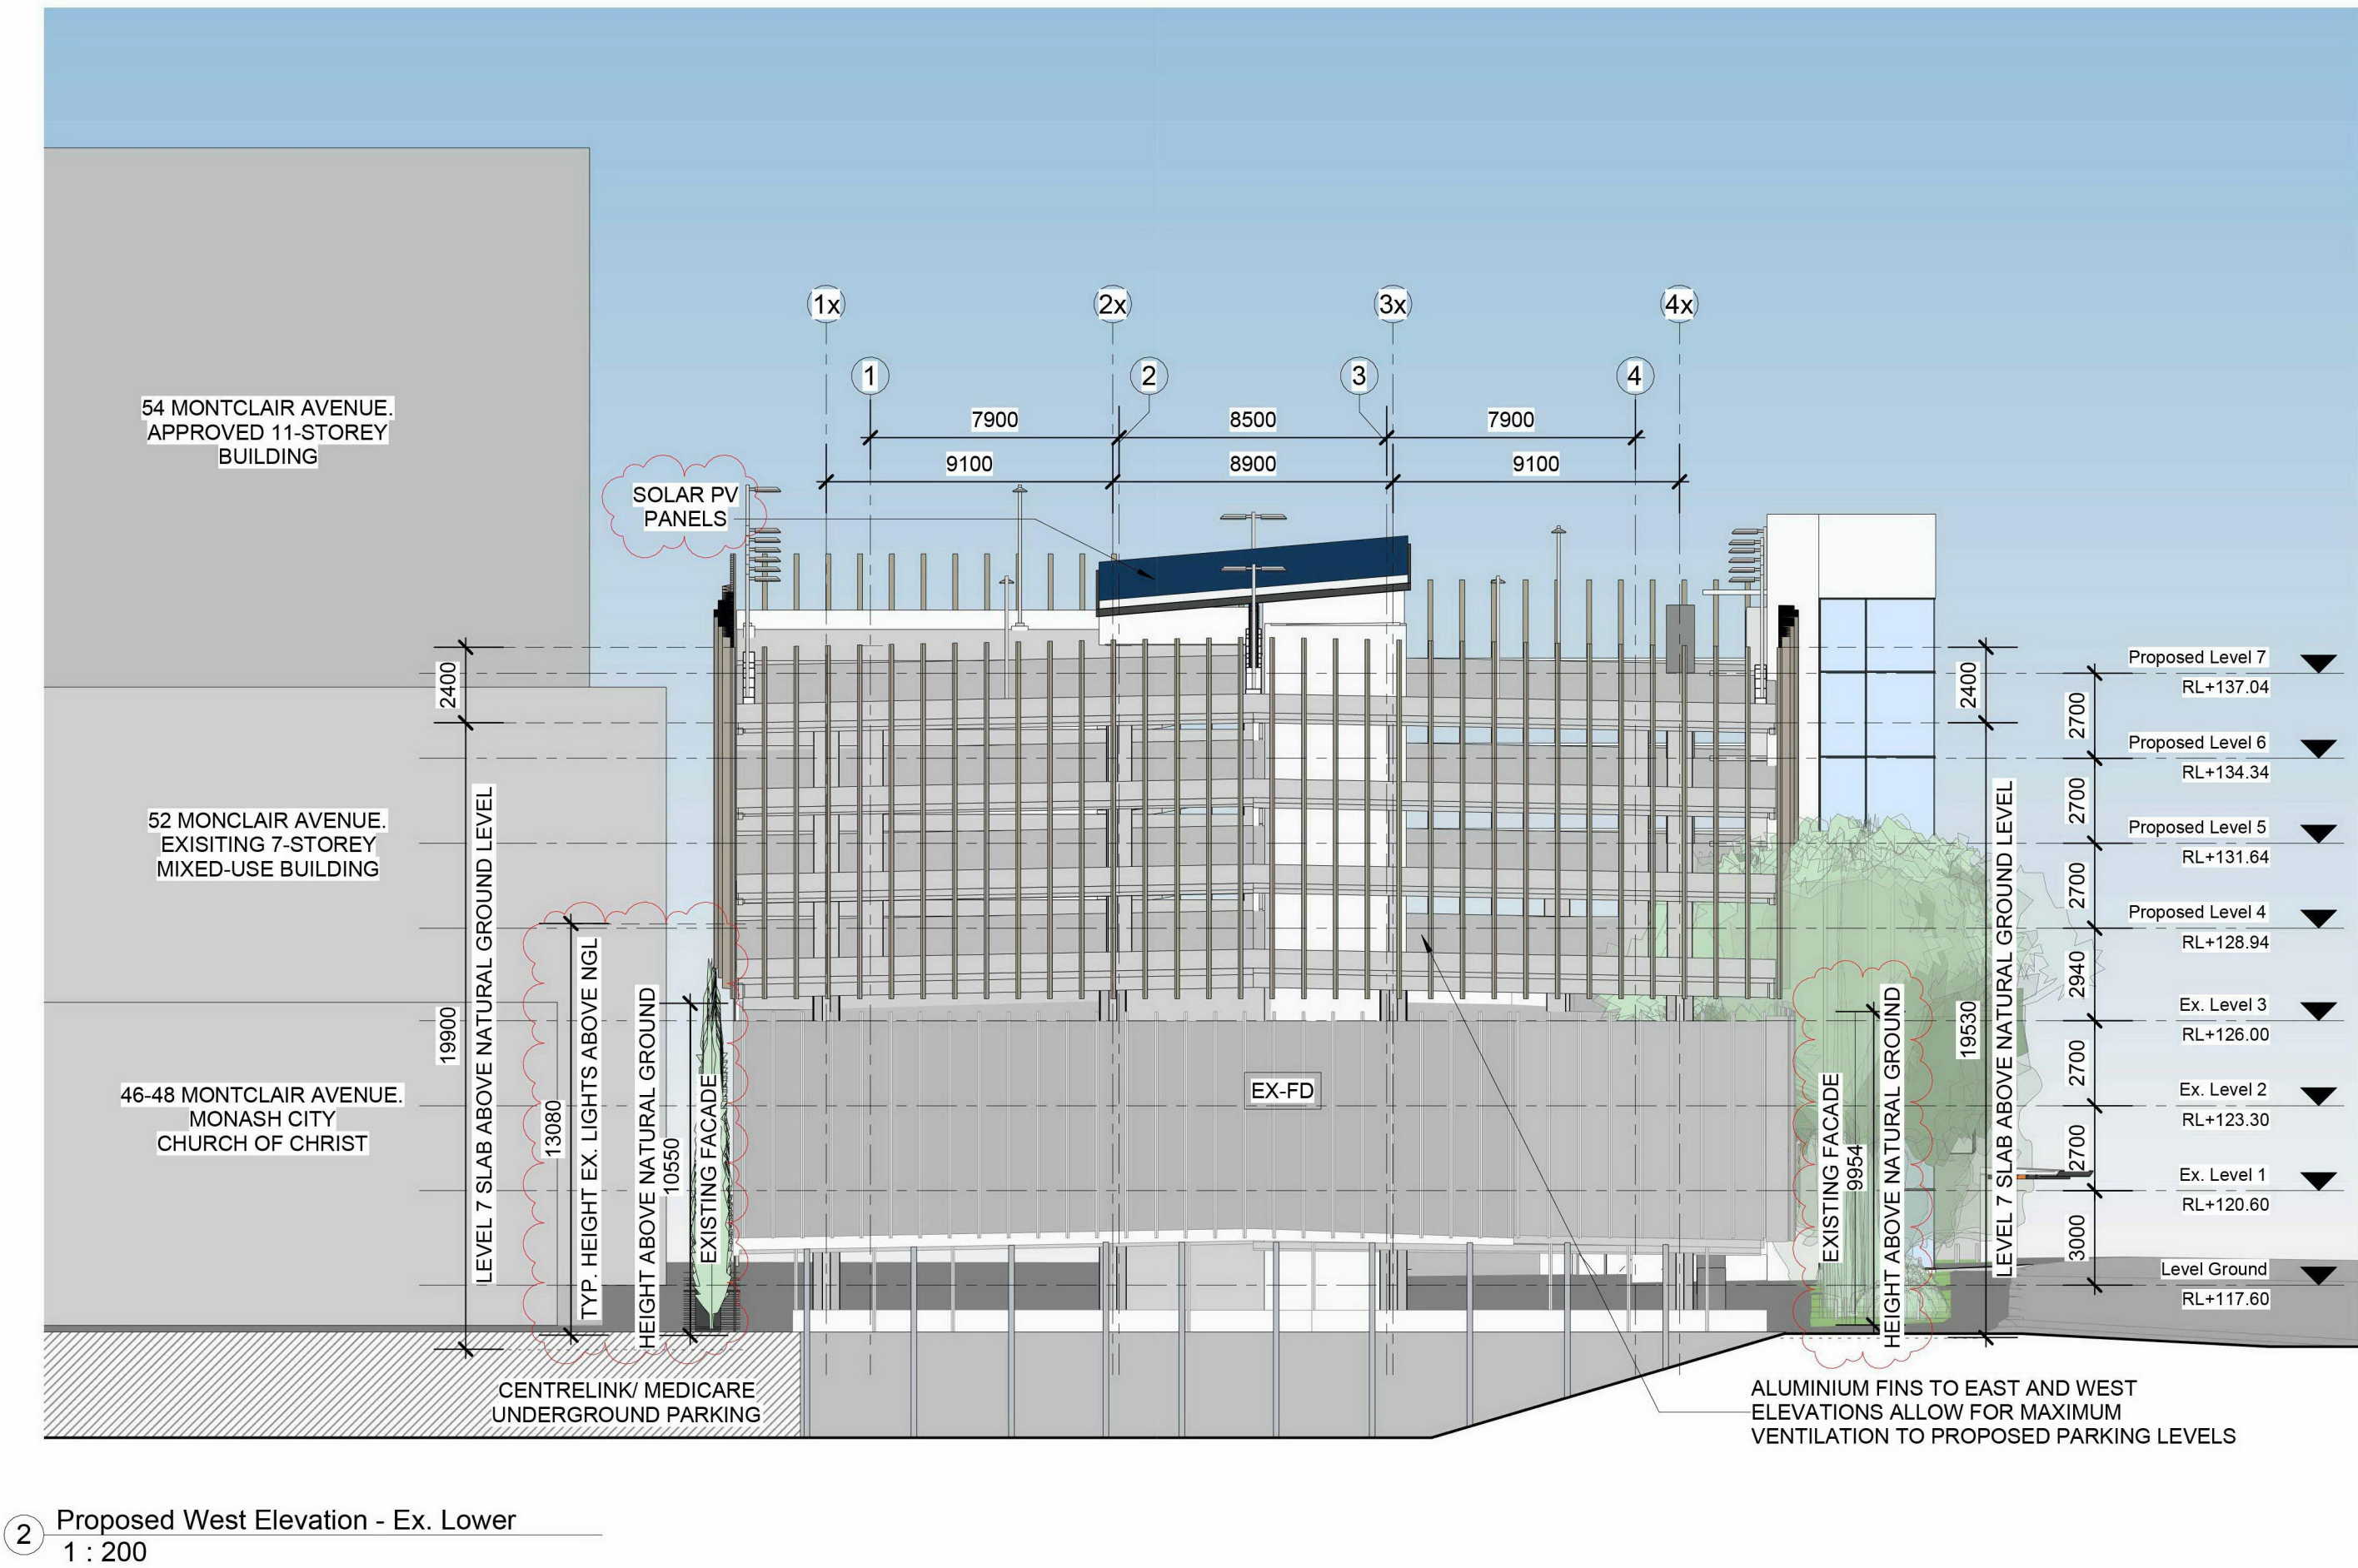 1x
2x
3x
4x
1
2
3
4
7900
8500
7900
9100
8900
9100
54 MONTCLAIR AVENUE.
APPROVED 11-STOREY
BUILDING
SOLAR PV
PANELS
52 MONCLAIR AVENUE.
EXISITING 7-STOREY
MIXED-USE BUILDING
46-48 MONTCLAIR AVENUE.
MONASH CITY
CHURCH OF CHRIST
2400
19900
LEVEL 7 SLAB ABOVE NATURAL GROUND LEVEL
13080
TYP. HEIGHT EX. LIGHTS ABOVE NGL
HEIGHT ABOVE NATURAL GROUND
10550
EXISTING FACADE
EX-FD
EXISTING FACADE
9954
HEIGHT ABOVE NATURAL GROUND
2400
19530
LEVEL 7 SLAB ABOVE NATURAL GROUND LEVEL
2700
2700
2700
2940
2700
2700
3000
Proposed Level 7
RL+137.04
Proposed Level 6
RL+134.34
Proposed Level 5
RL+131.64
Proposed Level 4
RL+128.94
Ex. Level 3
RL+126.00
Ex. Level 2
RL+123.30
Ex. Level 1
RL+120.60
Level Ground
RL+117.60
CENTRELINK/ MEDICARE
UNDERGROUND PARKING
ALUMINIUM FINS TO EAST AND WEST
ELEVATIONS ALLOW FOR MAXIMUM
VENTILATION TO PROPOSED PARKING LEVELS
2
Proposed West Elevation - Ex. Lower
1 : 200